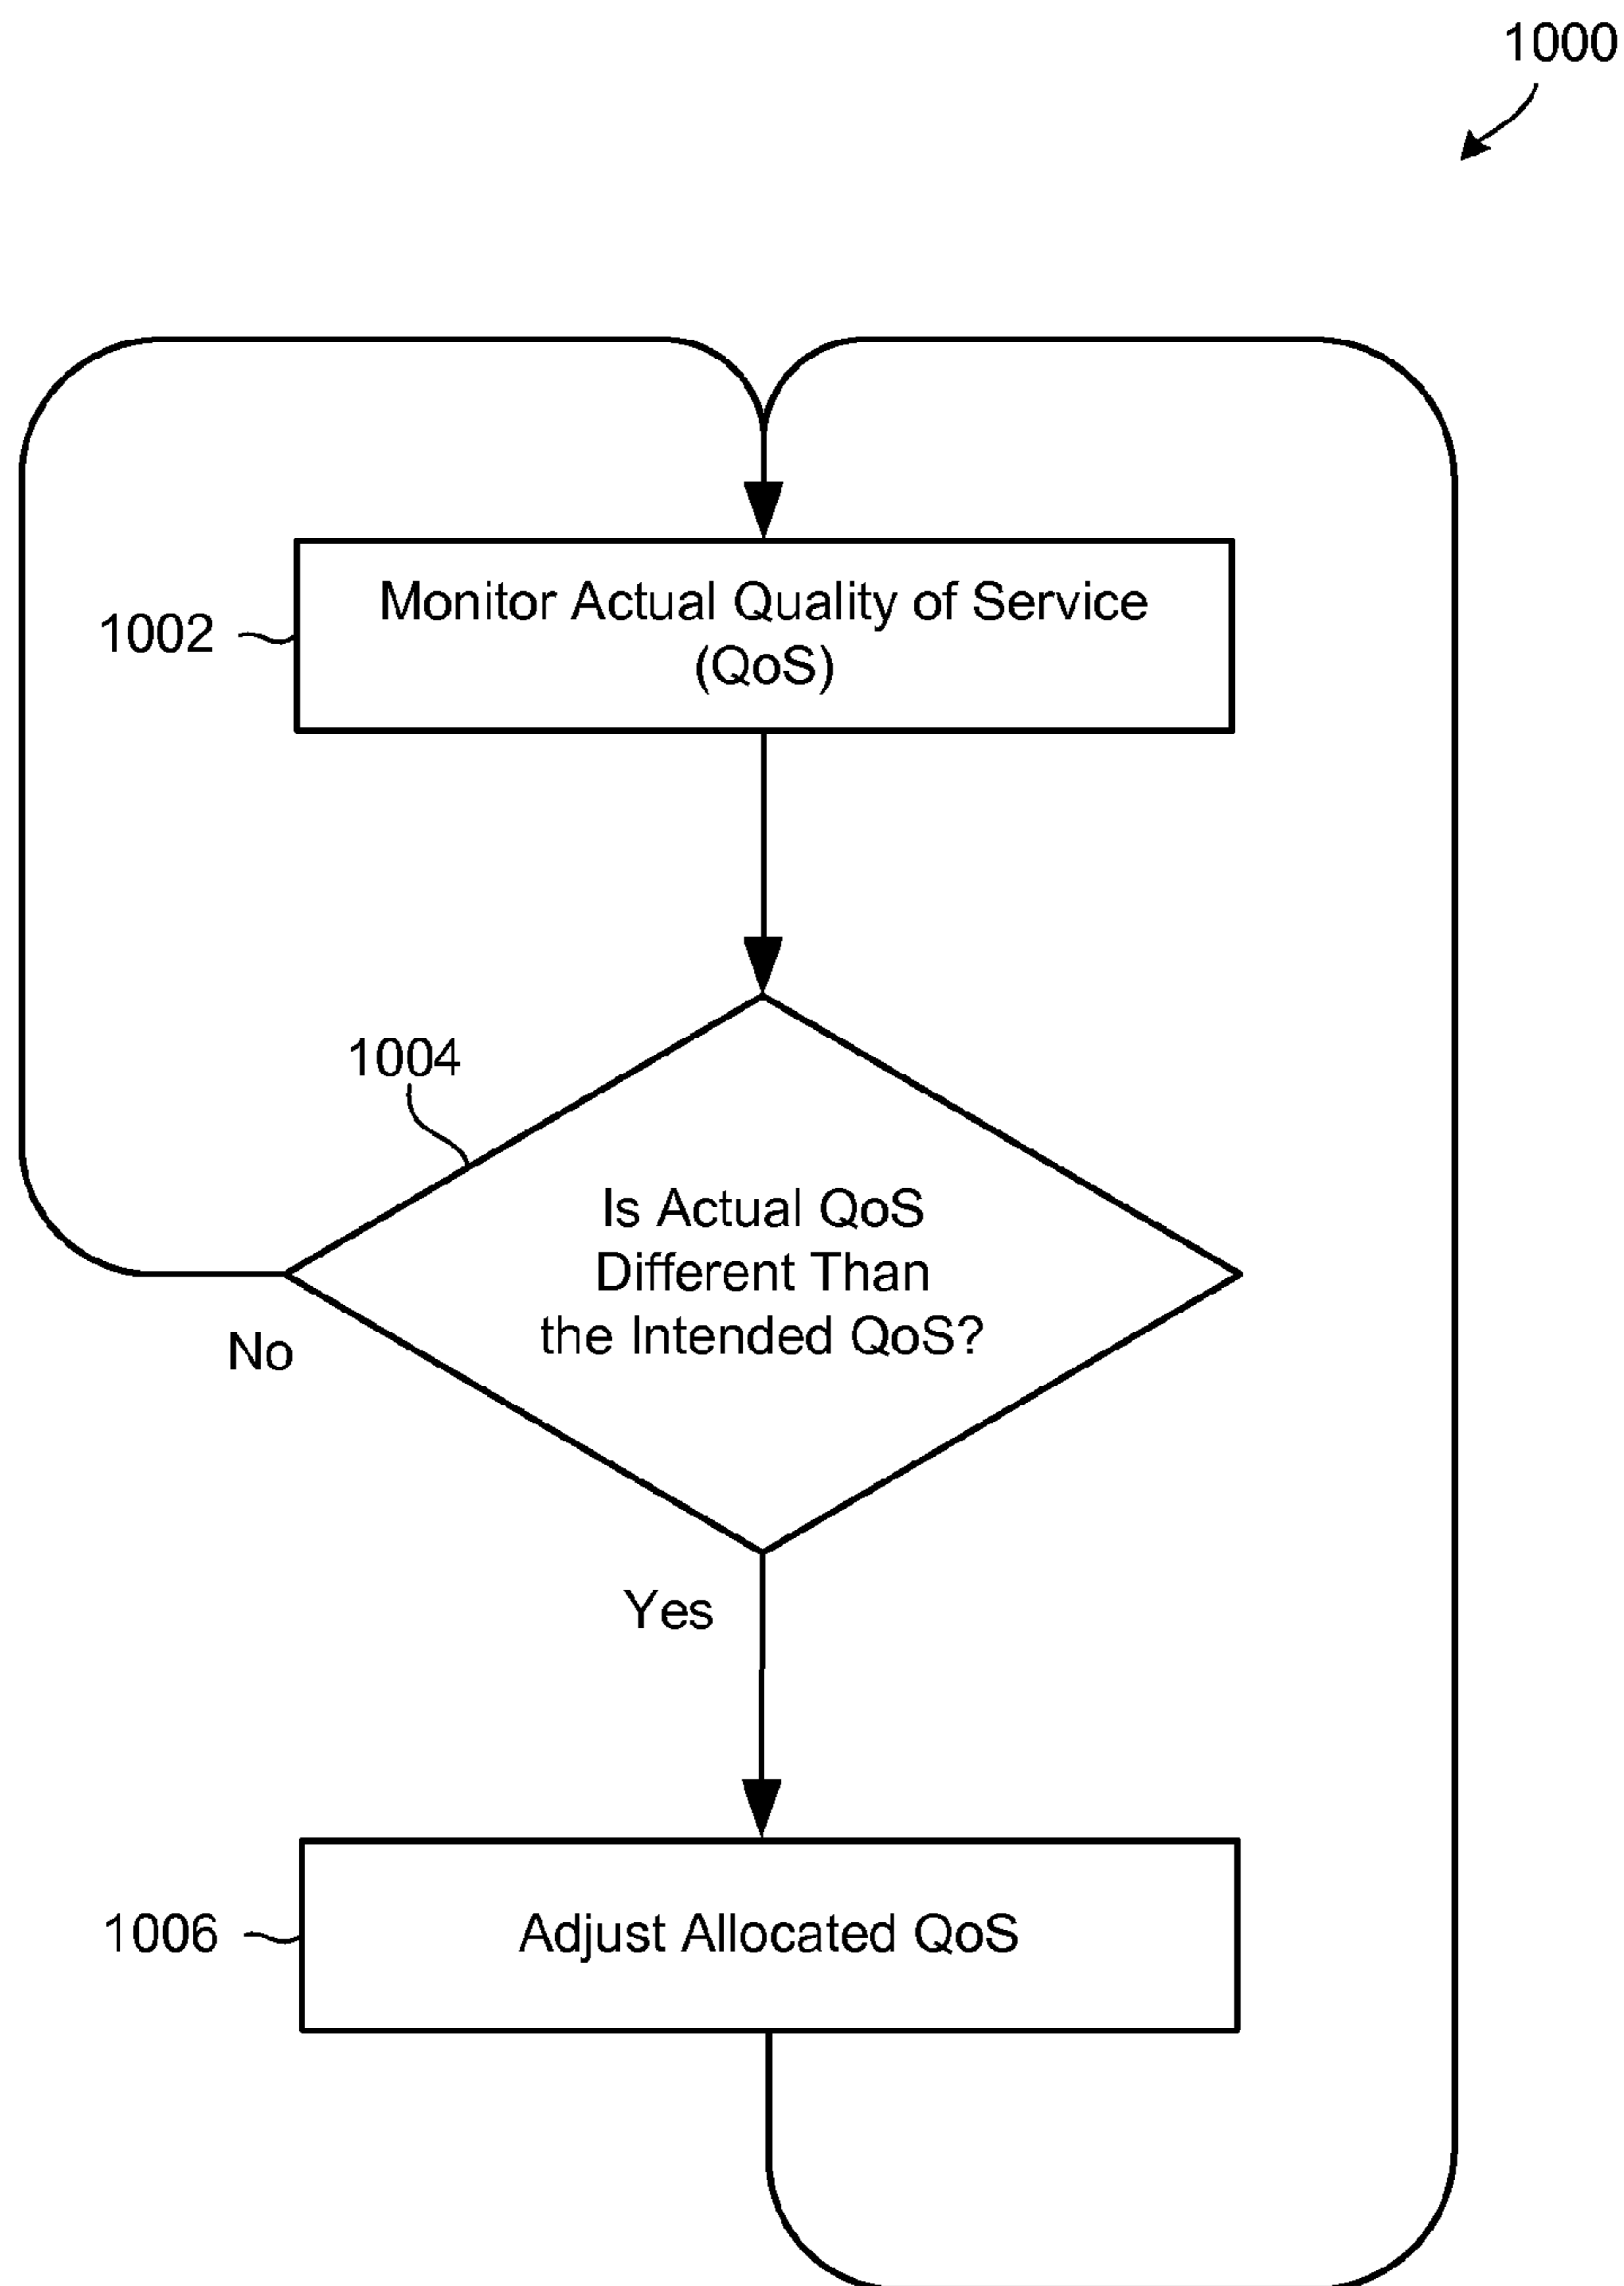 1000
Monitor Actual Quality of Service
(QoS)
1002
1004
Is Actual QoS
Different Than
the Intended QoS?
No
Yes
1006
Adjust Allocated QoS